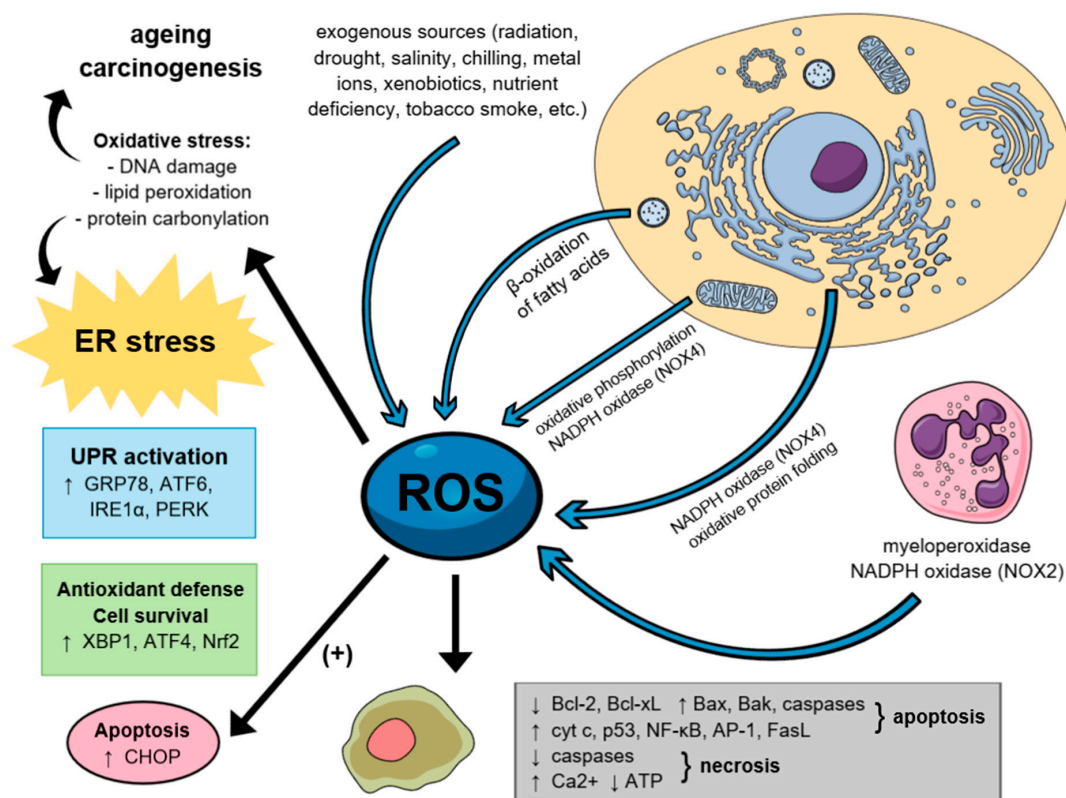 ageing
carcinogenesis
exogenous sources (radiation,
drought, salinity, chilling, metal
ions, xenobiotics, nutrient
deficiency, tobacco smoke, etc.)
Oxidative stress:
- DNA damage
- lipid peroxidation
- protein carbonylation
ER stress
β-oxidation
of fatty acids
oxidative phosphorylation
NADPH oxidase (NOX4)
NADPH oxidase (NOX4)
oxidative protein folding
UPR activation
↑ GRP78, ATF6,
IRE1α, PERK
ROS
myeloperoxidase
NADPH oxidase (NOX2)
Antioxidant defense
Cell survival
↑ XBP1, ATF4, Nrf2
(+)
Apoptosis
↑ CHOP
↓ Bcl-2, Bcl-xL ↑ Bax, Bak, caspases
↑ cyt c, p53, NF-κB, AP-1, FasL
} apoptosis
↓ caspases
↑ Ca2+ ↓ ATP
} necrosis